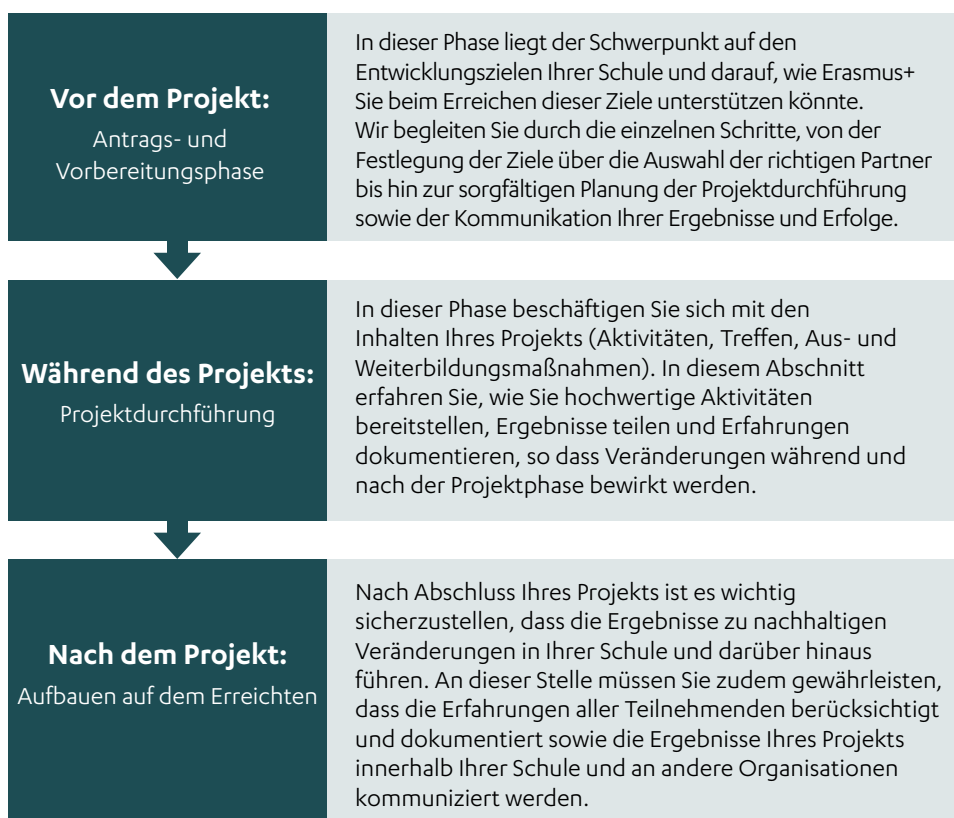 Vor dem Projekt:
Antrags- und
Vorbereitungsphase
In dieser Phase liegt der Schwerpunkt auf den
Entwicklungszielen Ihrer Schule und darauf, wie Erasmus+
Sie beim Erreichen dieser Ziele unterstützen könnte.
Wir begleiten Sie durch die einzelnen Schritte, von der
Festlegung der Ziele über die Auswahl der richtigen Partner
bis hin zur sorgfältigen Planung der Projektdurchführung
sowie der Kommunikation Ihrer Ergebnisse und Erfolge.
Während des Projekts:
Projektdurchführung
In dieser Phase beschäftigen Sie sich mit den
Inhalten Ihres Projekts (Aktivitäten, Treffen, Aus- und
Weiterbildungsmaßnahmen). In diesem Abschnitt
erfahren Sie, wie Sie hochwertige Aktivitäten
bereitstellen, Ergebnisse teilen und Erfahrungen
dokumentieren, so dass Veränderungen während und
nach der Projektphase bewirkt werden.
Nach dem Projekt:
Aufbauen auf dem Erreichten
Nach Abschluss Ihres Projekts ist es wichtig
sicherzustellen, dass die Ergebnisse zu nachhaltigen
Veränderungen in Ihrer Schule und darüber hinaus
führen. An dieser Stelle müssen Sie zudem gewährleisten,
dass die Erfahrungen aller Teilnehmenden berücksichtigt
und dokumentiert sowie die Ergebnisse Ihres Projekts
innerhalb Ihrer Schule und an andere Organisationen
kommuniziert werden.